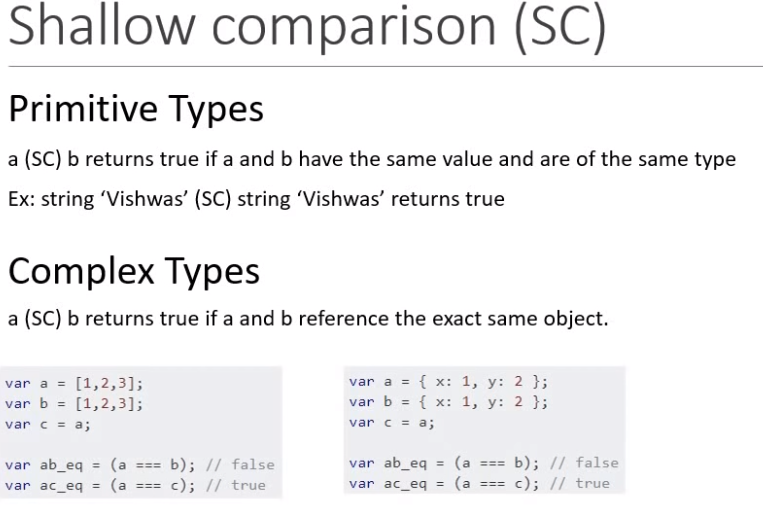 Shallow comparison (SC)
Primitive Types
a (SC) b returns true if a and b have the same value and are of the same type
Ex: string ‘Vishwas’ (SC) string ‘Vishwas’ returns true
Complex Types
a (SC) b returns true if a and b reference the exact same object.
var a = [1,2,3];
var b = [1,2,3];
var c = a;
var ab_eq = (a === b); // false
var ac_eq = (a === c); // true
var a = { x: 1, y: 2 };
var b = { x: 1, y: 2 };
var c = a;
var ab_eq = (a === b); // false
var ac_eq = (a === c); // true